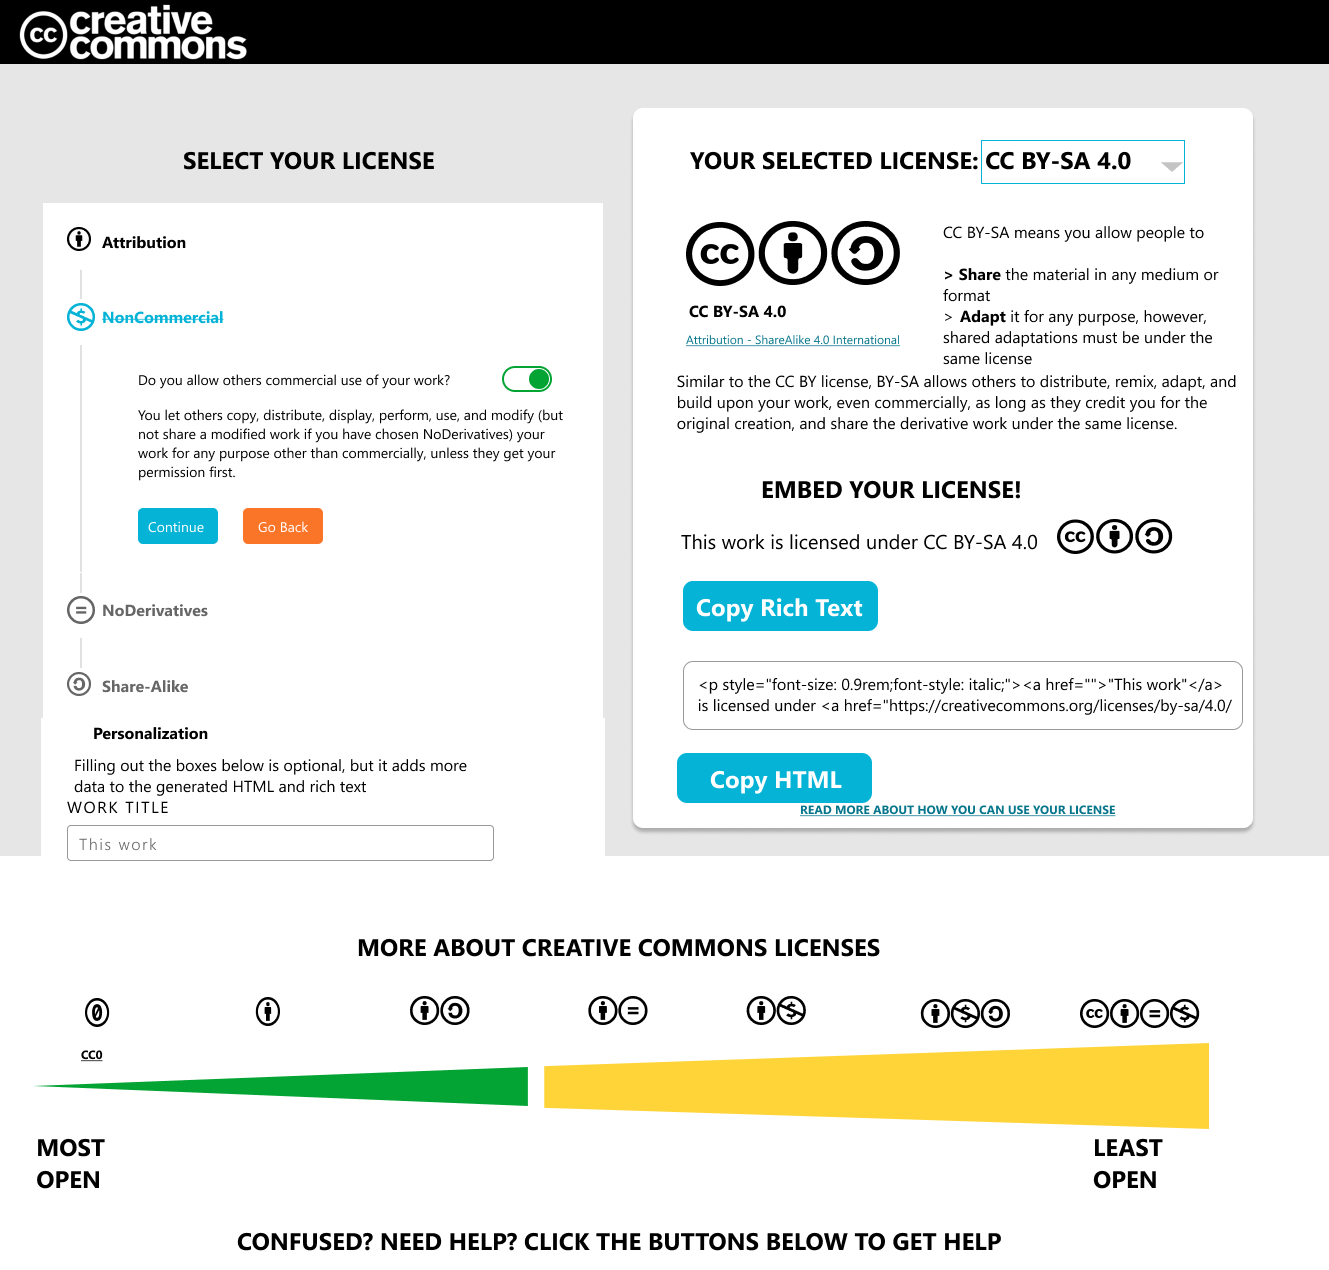 cc creative
commons
SELECT YOUR LICENSE
Attribution
NonCommercial
Do you allow others commercial use of your work?
You let others copy, distribute, display, perform, use, and modify (but
not share a modified work if you have chosen NoDerivatives) your
work for any purpose other than commercially, unless they get your
permission first.
Continue
Go Back
NoDerivatives
Share-Alike
Personalization
Filling out the boxes below is optional, but it adds more
data to the generated HTML and rich text
WORK TITLE
This work
YOUR SELECTED LICENSE: CC BY-SA 4.0
cc
CC BY-SA 4.0
Attribution - ShareAlike 4.0 International
CC BY-SA means you allow people to
> Share the material in any medium or
format
> Adapt it for any purpose, however,
shared adaptations must be under the
same license
Similar to the CC BY license, BY-SA allows others to distribute, remix, adapt, and
build upon your work, even commercially, as long as they credit you for the
original creation, and share the derivative work under the same license.
EMBED YOUR LICENSE!
This work is licensed under CC BY-SA 4.0 cc
Copy Rich Text
<p style="font-size: 0.9rem;font-style: italic;"><a href="">"This work"</a>
is licensed under <a href="https://creativecommons.org/licenses/by-sa/4.0/
Copy HTML
READ MORE ABOUT HOW YOU CAN USE YOUR LICENSE
MORE ABOUT CREATIVE COMMONS LICENSES
cc
CC0
MOST
OPEN
LEAST
OPEN
CONFUSED? NEED HELP? CLICK THE BUTTONS BELOW TO GET HELP